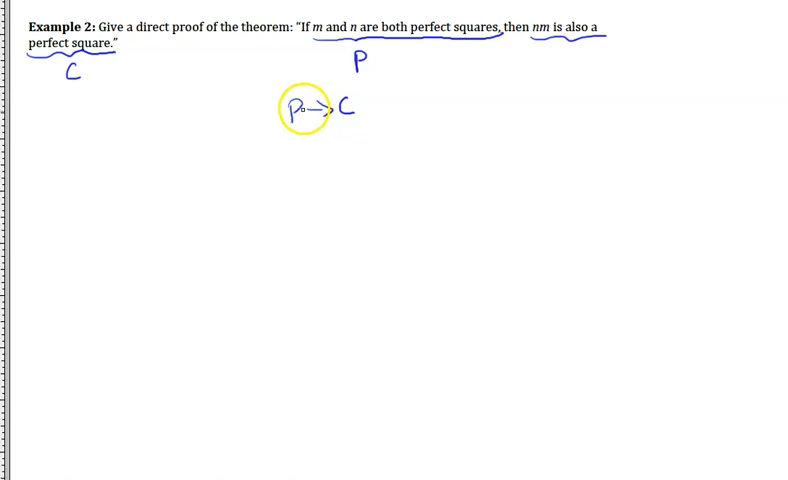 Example 2: Give a direct proof of the theorem: "If m and n are both perfect squares, then nm is also a
perfect square."
P
C
P → C